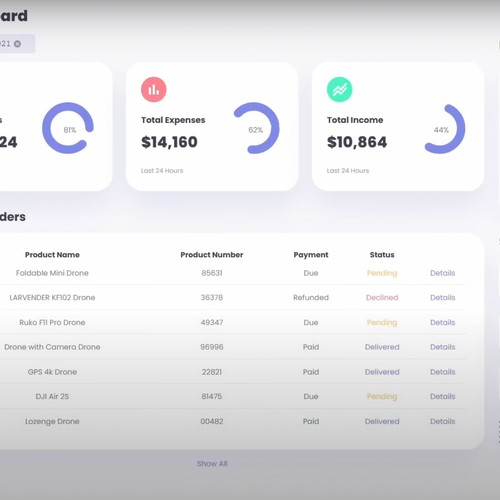 ard
21
s
24
81%
Total Expenses
$14,160
62%
Last 24 Hours
Total Income
$10,864
44%
Last 24 Hours
ders
Product Name Product Number Payment Status
Foldable Mini Drone 85631 Due Pending Details
LARVENDER KF102 Drone 36378 Refunded Declined Details
Ruko F11 Pro Drone 49347 Due Pending Details
Drone with Camera Drone 96996 Paid Delivered Details
GPS 4k Drone 22821 Paid Delivered Details
DJI Air 2S 81475 Due Pending Details
Lozenge Drone 00482 Paid Delivered Details
Show All